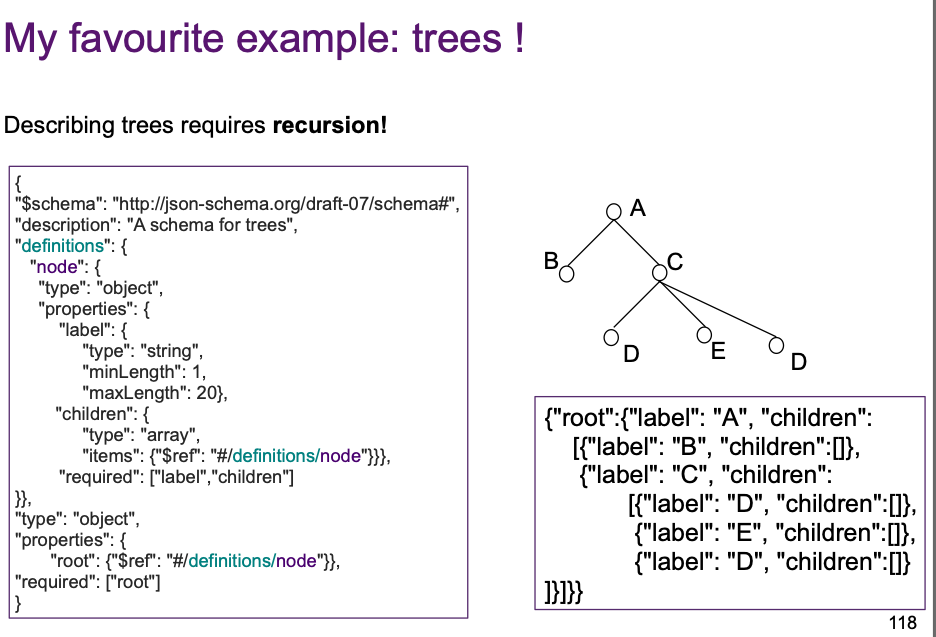 My favourite example: trees !
Describing trees requires recursion!
{
"$schema": "http://json-schema.org/draft-07/schema#",
"description": "A schema for trees",
"definitions": {
"node": {
"type": "object",
"properties": {
"label": {
"type": "string",
"minLength": 1,
"maxLength": 20},
"children": {
"type": "array",
"items": {"$ref": "#/definitions/node"}}},
"required": ["label","children"]
}},
"type": "object",
"properties": {
"root": {"$ref": "#/definitions/node"}},
"required": ["root"]
}
A
B
C
D
E
D
{"root":{"label": "A", "children":
[{"label": "B", "children":[]},
{"label": "C", "children":
[{"label": "D", "children":[]},
{"label": "E", "children":[]},
{"label": "D", "children":[]}
]}]}}
118